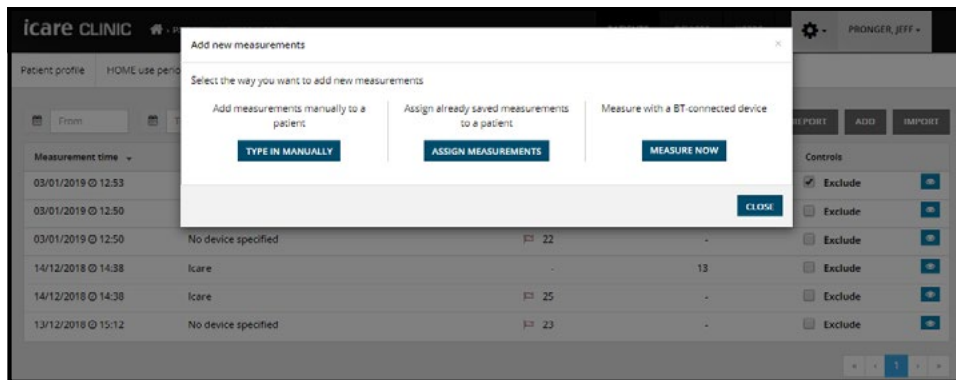 icare CLINIC
PRONGER, JEFF
Add new measurements
×
Patient profile HOME use perio
Select the way you want to add new measurements
Add measurements manually to a patient
TYPE IN MANUALLY
Assign already saved measurements to a patient
ASSIGN MEASUREMENTS
Measure with a BT-connected device
MEASURE NOW
CLOSE
From
REPORT ADD IMPORT
Measurement time Controls
03/01/2019 12:53 Exclude
03/01/2019 12:50 Exclude
03/01/2019 12:50 No device specified 22 - Exclude
14/12/2018 14:38 Icare - 13 Exclude
14/12/2018 14:38 Icare 25 - Exclude
13/12/2018 15:12 No device specified 23 - Exclude
« ‹ 1 › »